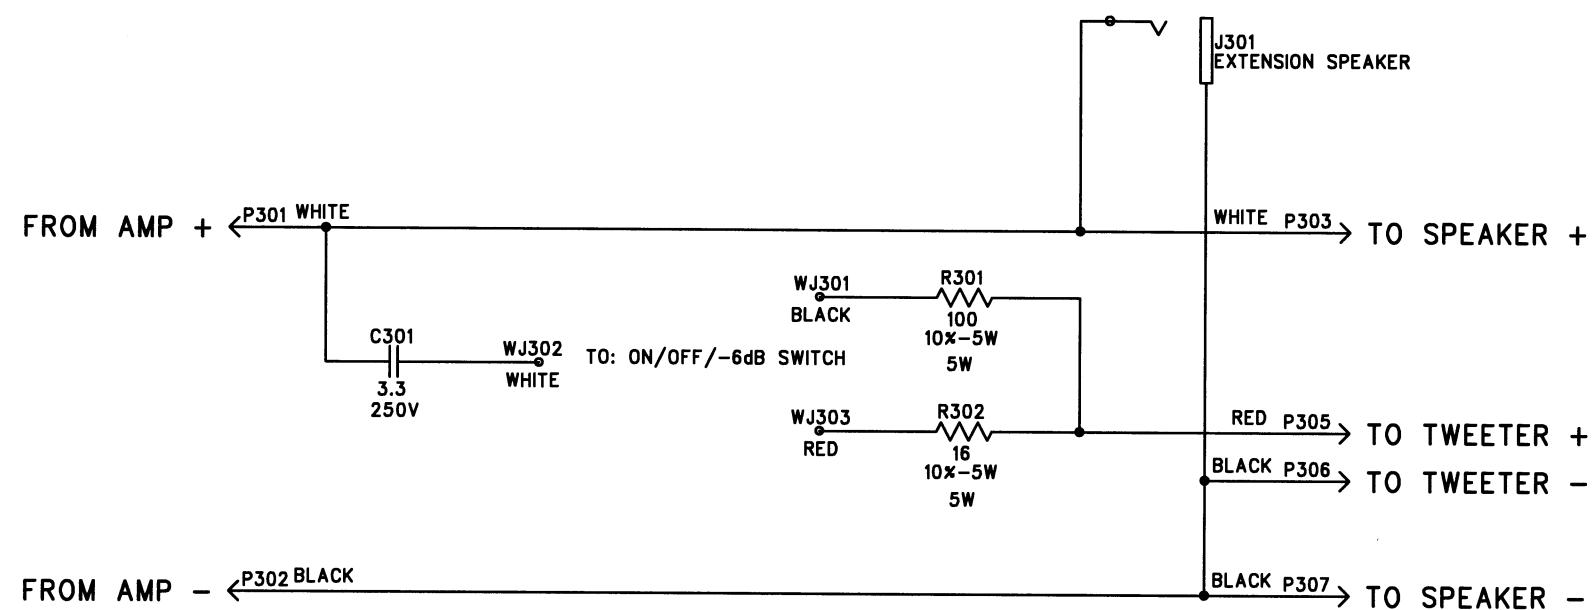 J301
EXTENSION SPEAKER
FROM AMP +
P301 WHITE
WHITE P303
TO SPEAKER +
WJ301
BLACK
R301
100
10%-5W
5W
C301
3.3
250V
WJ302
WHITE
TO: ON/OFF/-6dB SWITCH
WJ303
RED
R302
16
10%-5W
5W
RED P305
TO TWEETER +
BLACK P306
TO TWEETER -
FROM AMP -
P302 BLACK
BLACK P307
TO SPEAKER -